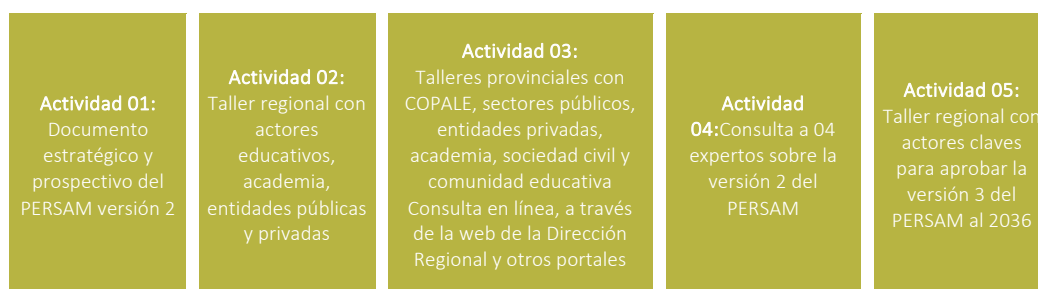 Actividad 01:
Documento
estratégico y
prospectivo del
PERSAM versión 2
Actividad 02:
Taller regional con
actores
educativos,
academia,
entidades públicas
y privadas
Actividad 03:
Talleres provinciales con
COPALE, sectores públicos,
entidades privadas,
academia, sociedad civil y
comunidad educativa
Consulta en línea, a través
de la web de la Dirección
Regional y otros portales
Actividad
04:Consulta a 04
expertos sobre la
versión 2 del
PERSAM
Actividad 05:
Taller regional con
actores claves
para aprobar la
versión 3 del
PERSAM al 2036